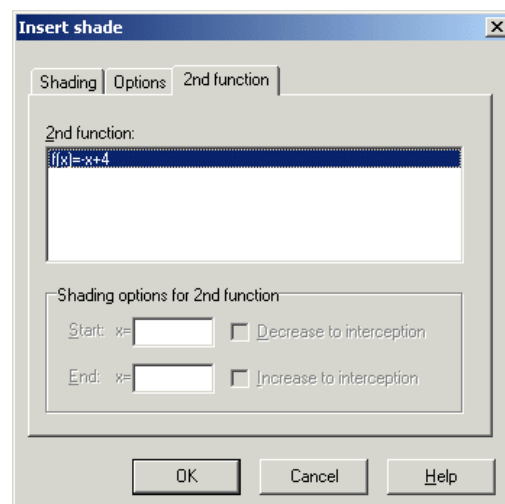 Insert shade
Shading Options 2nd function
2nd function:
f(x)=-x+4
Shading options for 2nd function
Start: x= Decrease to interception
End: x= Increase to interception
OK Cancel Help